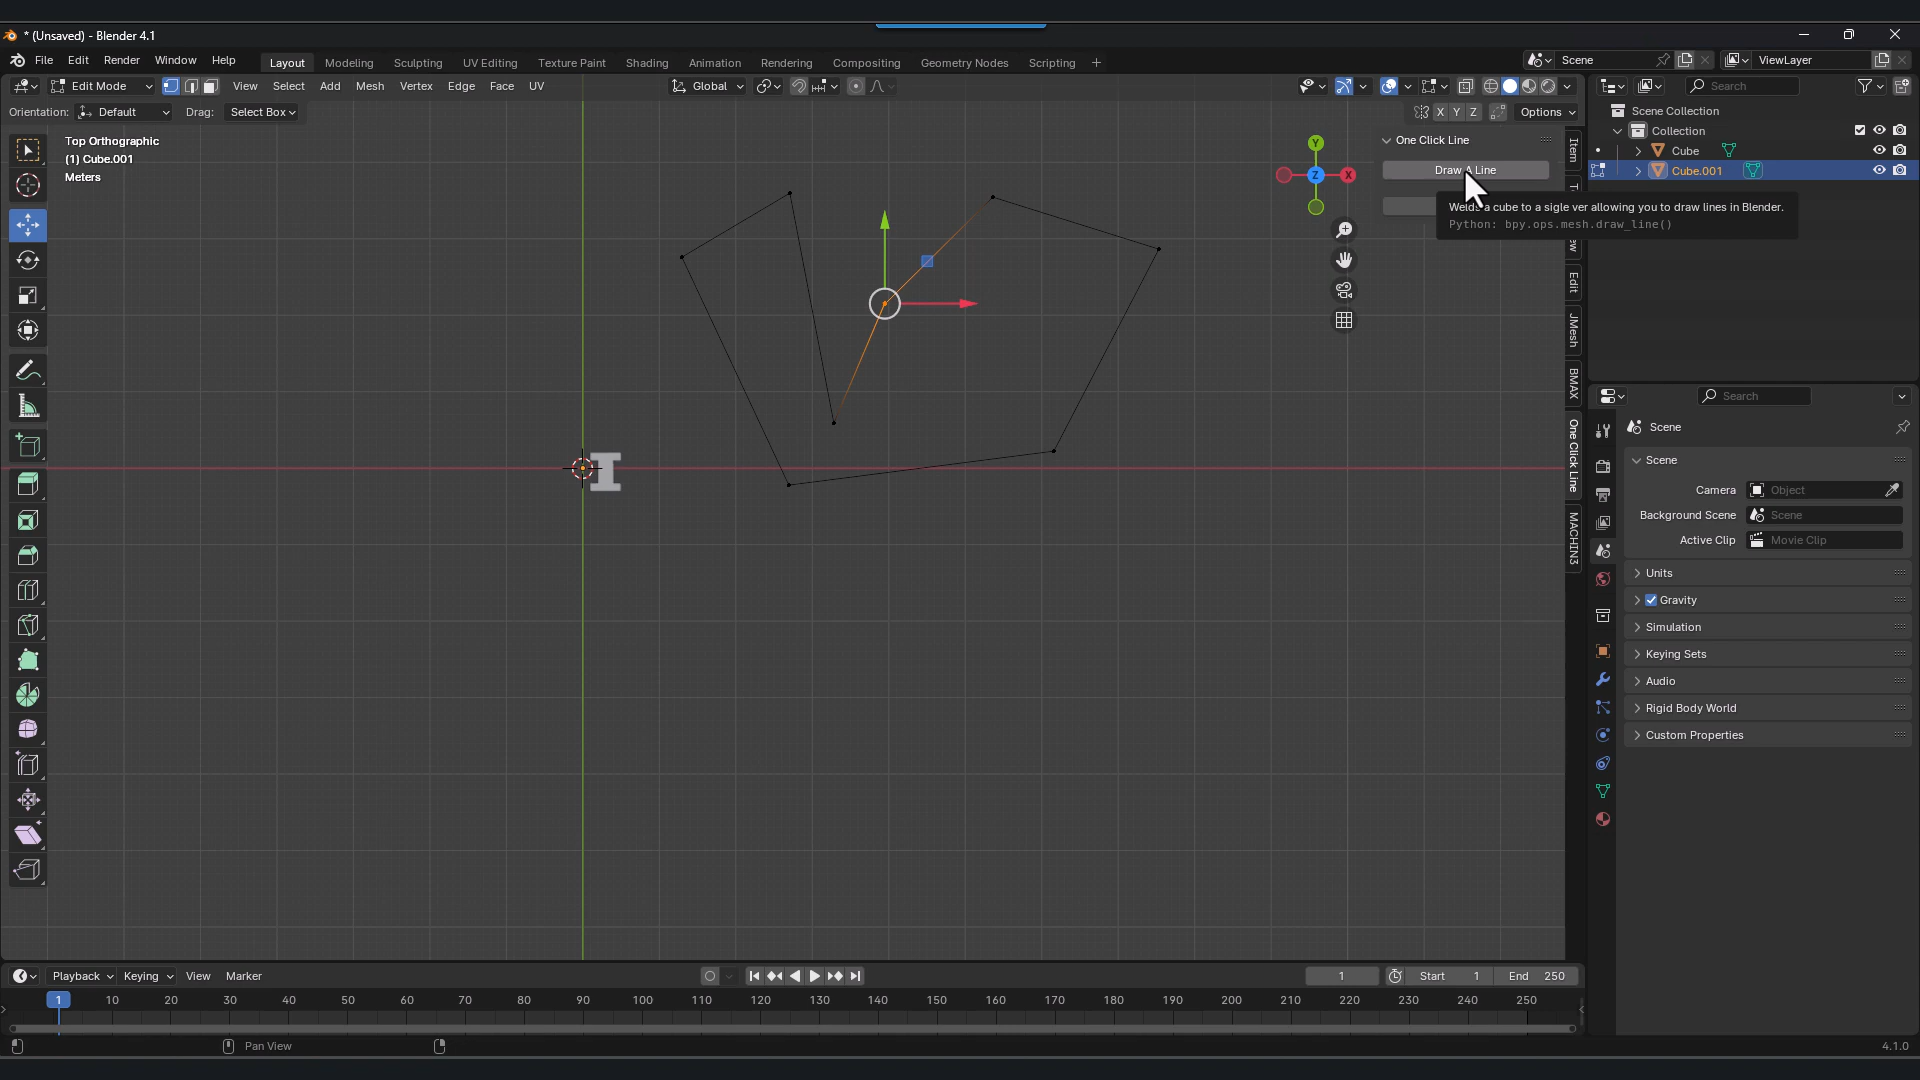 * (Unsaved) - Blender 4.1
File Edit Render Window Help
Layout Modeling Sculpting UV Editing Texture Paint Shading Animation Rendering Compositing Geometry Nodes Scripting +
Scene
ViewLayer
Edit Mode View Select Add Mesh Vertex Edge Face UV
Global
Search
Orientation: Default Drag: Select Box
X Y Z Options
Top Orthographic
(1) Cube.001
Meters
Scene Collection
Collection
Cube
Cube.001
One Click Line
Draw A Line
Welds a cube to a sigle ver allowing you to draw lines in Blender.
Python: bpy.ops.mesh.draw_line()
Y
Z
X
Item
Edit
JMesh
BMAX
One Click Line
MACHIN3
Search
Scene
Scene
Camera Object
Background Scene Scene
Active Clip Movie Clip
Units
Gravity
Simulation
Keying Sets
Audio
Rigid Body World
Custom Properties
Playback Keying View Marker
1 Start 1 End 250
1 10 20 30 40 50 60 70 80 90 100 110 120 130 140 150 160 170 180 190 200 210 220 230 240 250
Pan View
4.1.0